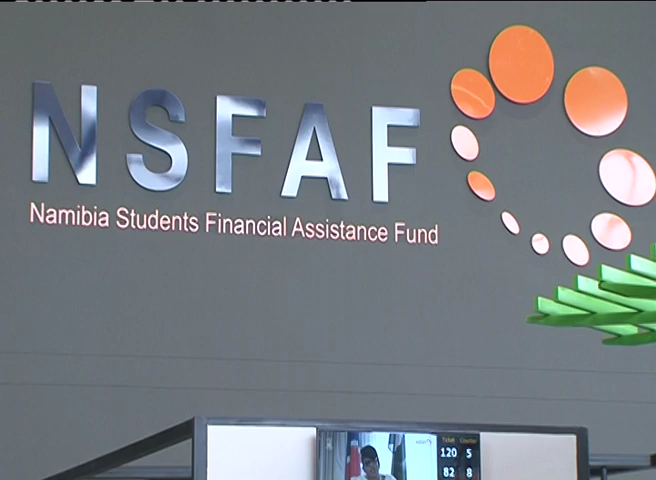 NSFAF
Namibia Students Financial Assistance Fund
Ticket Counter
120 5
82 8